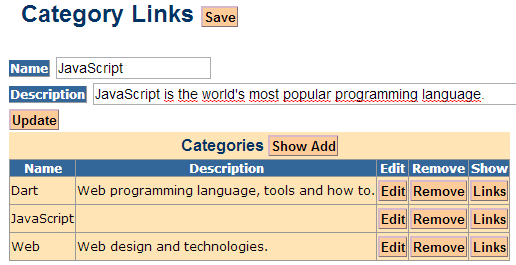 Category Links Save
Name JavaScript
Description JavaScript is the world's most popular programming language.
Update
Categories Show Add
Name Description Edit Remove Show
Dart Web programming language, tools and how to. Edit Remove Links
JavaScript Edit Remove Links
Web Web design and technologies. Edit Remove Links